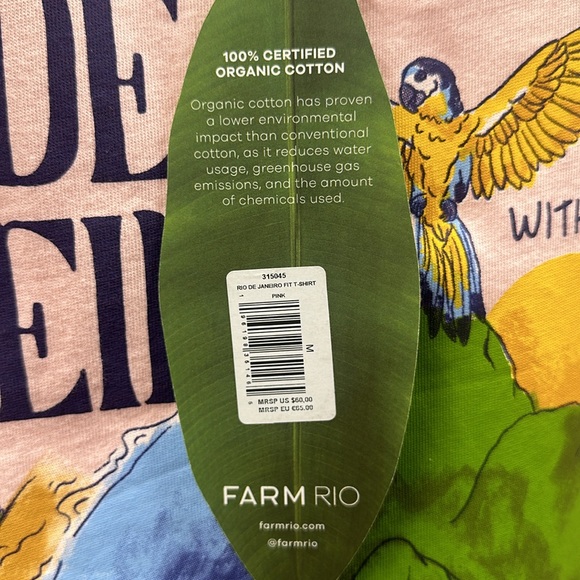 DE
EI
WITH
100% CERTIFIED
ORGANIC COTTON
Organic cotton has proven
a lower environmental
impact than conventional
cotton, as it reduces water
usage, greenhouse gas
emissions, and the amount
of chemicals used.
315045
RIO DE JANEIRO FIT T-SHIRT
PINK
M
MRSP US $60,00
MRSP EU €65,00
FARM RIO
farmrio.com
@farmrio